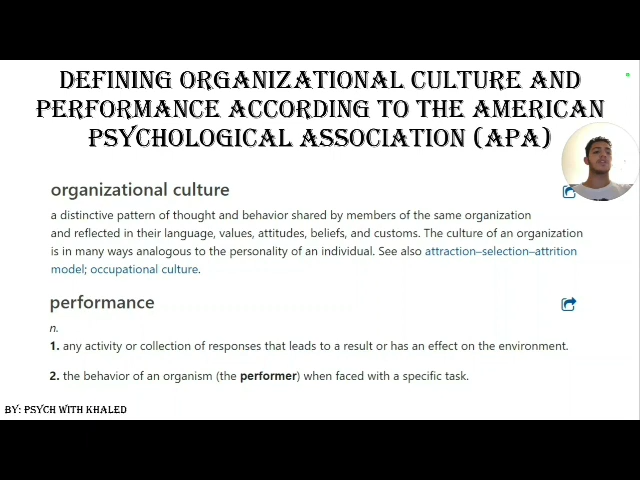 DEFINING ORGANIZATIONAL CULTURE AND
PERFORMANCE ACCORDING TO THE AMERICAN
PSYCHOLOGICAL ASSOCIATION (APA)
organizational culture
a distinctive pattern of thought and behavior shared by members of the same organization
and reflected in their language, values, attitudes, beliefs, and customs. The culture of an organization
is in many ways analogous to the personality of an individual. See also attraction–selection–attrition
model; occupational culture.
performance
n.
1. any activity or collection of responses that leads to a result or has an effect on the environment.
2. the behavior of an organism (the performer) when faced with a specific task.
BY: PSYCH WITH KHALED